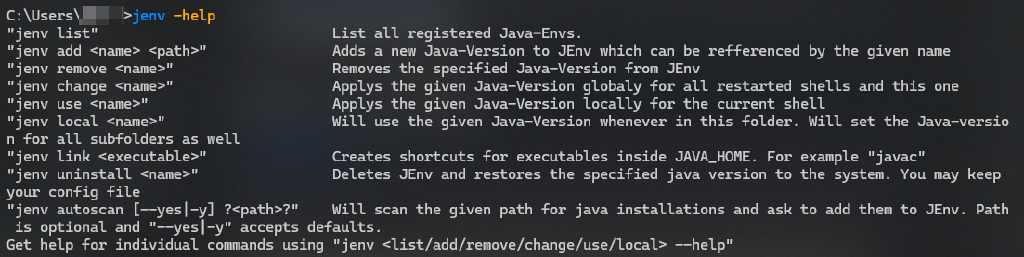 C:\Users\ >jenv -help
"jenv list" List all registered Java-Envs.
"jenv add <name> <path>" Adds a new Java-Version to JEnv which can be refferenced by the given name
"jenv remove <name>" Removes the specified Java-Version from JEnv
"jenv change <name>" Applys the given Java-Version globaly for all restarted shells and this one
"jenv use <name>" Applys the given Java-Version locally for the current shell
"jenv local <name>" Will use the given Java-Version whenever in this folder. Will set the Java-versio
n for all subfolders as well
"jenv link <executable>" Creates shortcuts for executables inside JAVA_HOME. For example "javac"
"jenv uninstall <name>" Deletes JEnv and restores the specified java version to the system. You may keep
your config file
"jenv autoscan [--yes|-y] ?<path>?" Will scan the given path for java installations and ask to add them to JEnv. Path
is optional and "--yes|-y" accepts defaults.
Get help for individual commands using "jenv <list/add/remove/change/use/local> --help"